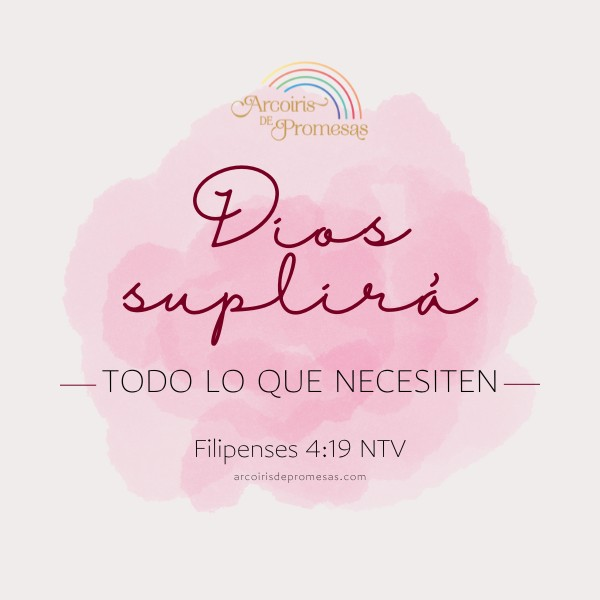 Arcoiris
DE Promesas
Dios
suplirá
TODO LO QUE NECESITEN
Filipenses 4:19 NTV
arcoirisdepromesas.com